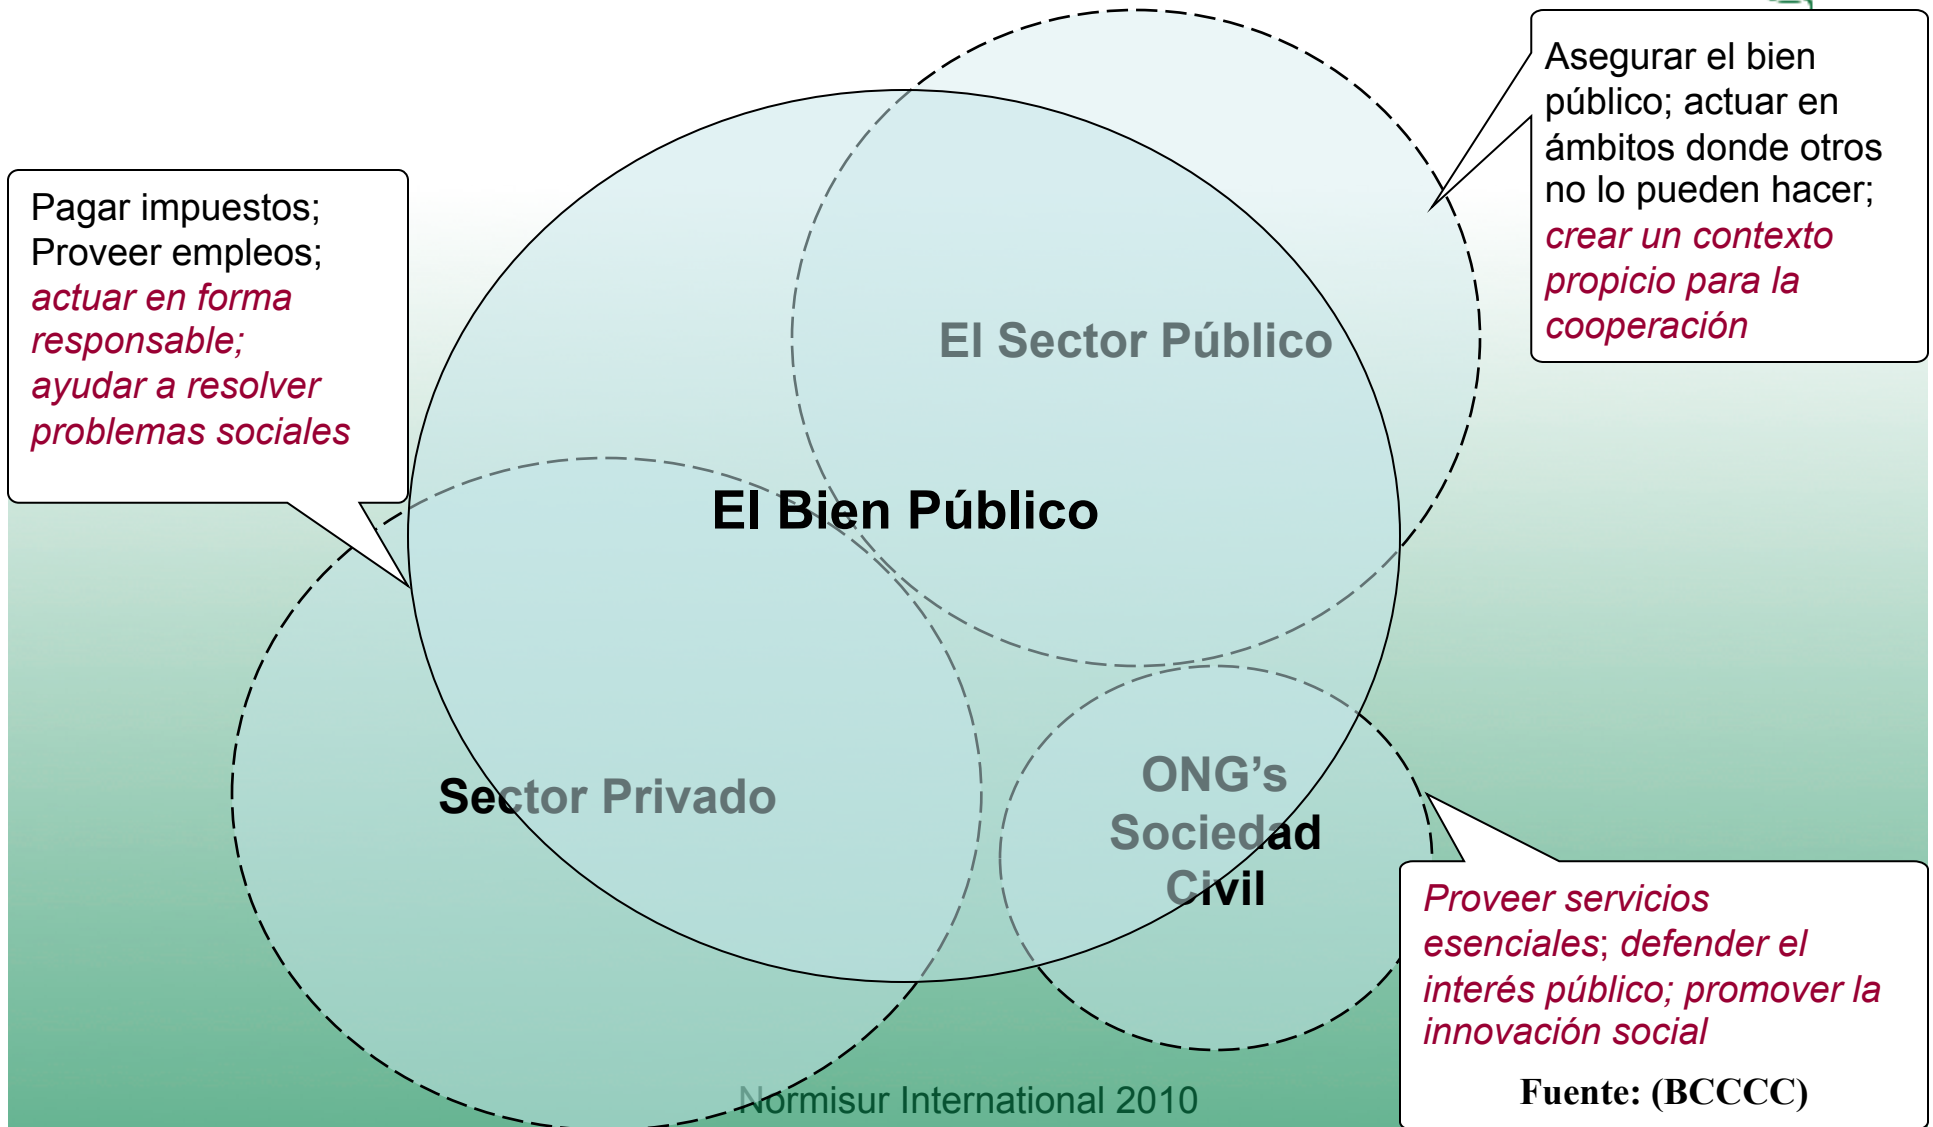 Asegurar el bien
público; actuar en
ámbitos donde otros
no lo pueden hacer;
crear un contexto
propicio para la
cooperación
Pagar impuestos;
Proveer empleos;
actuar en forma
responsable;
ayudar a resolver
problemas sociales
El Sector Público
El Bien Público
Sector Privado
ONG's
Sociedad
Civil
Proveer servicios
esenciales; defender el
interés público; promover la
innovación social
Fuente: (BCCCC)
Normisur International 2010